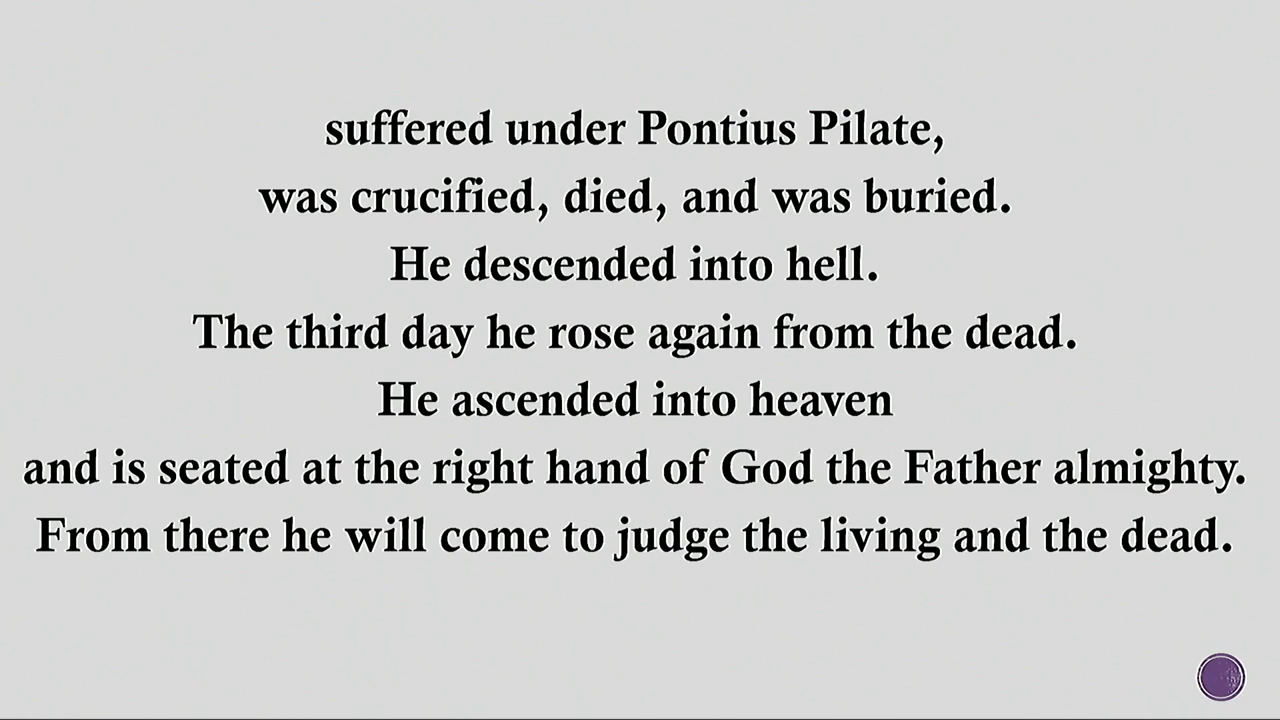 suffered under Pontius Pilate,
was crucified, died, and was buried.
He descended into hell.
The third day he rose again from the dead.
He ascended into heaven
and is seated at the right hand of God the Father almighty.
From there he will come to judge the living and the dead.